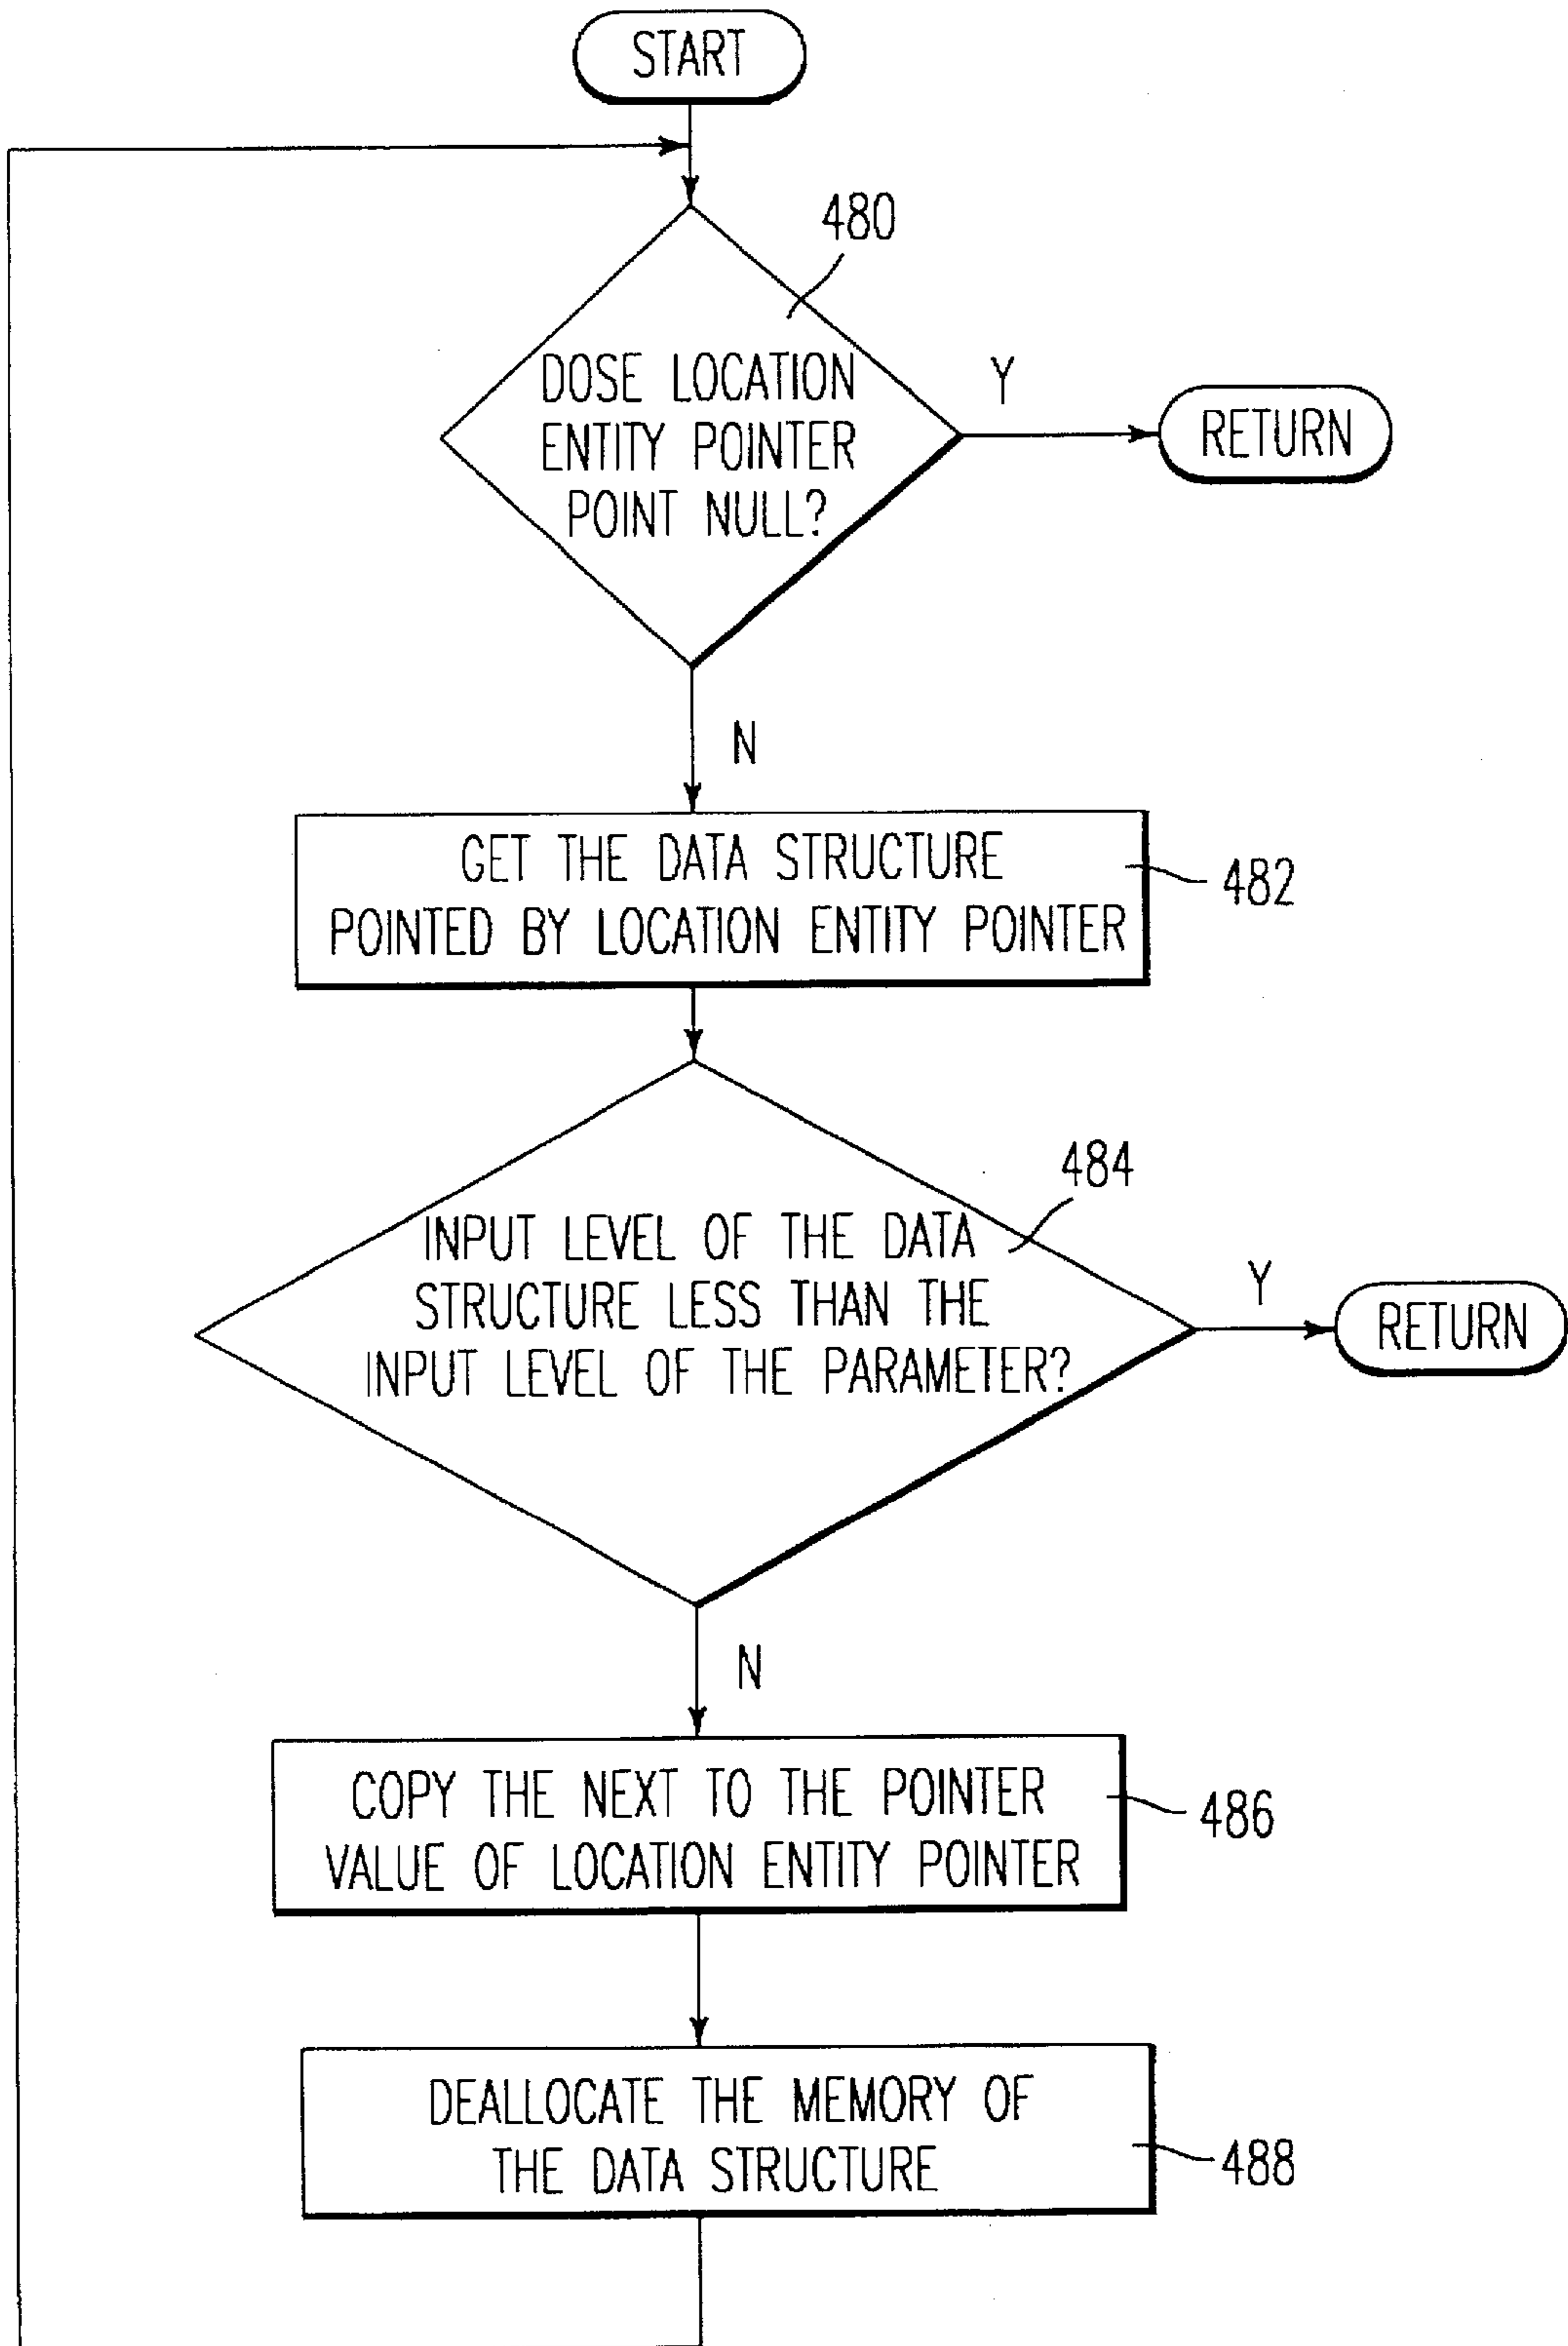 START
480
DOSE LOCATION
ENTITY POINTER
POINT NULL?
Y
RETURN
N
GET THE DATA STRUCTURE
POINTED BY LOCATION ENTITY POINTER
482
484
INPUT LEVEL OF THE DATA
STRUCTURE LESS THAN THE
INPUT LEVEL OF THE PARAMETER?
Y
RETURN
N
COPY THE NEXT TO THE POINTER
VALUE OF LOCATION ENTITY POINTER
486
DEALLOCATE THE MEMORY OF
THE DATA STRUCTURE
488